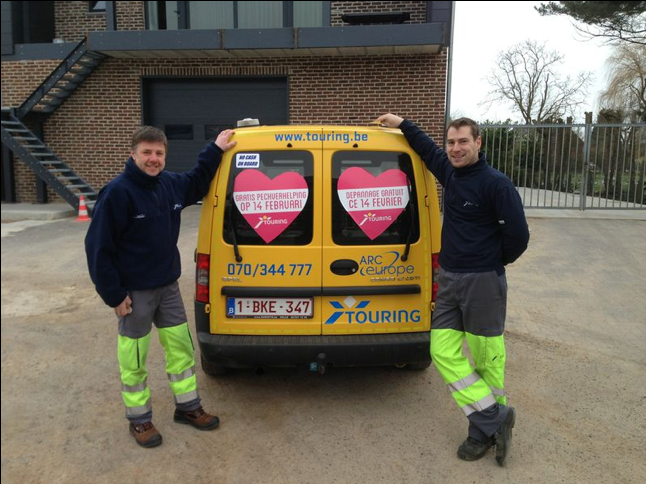 www.touring.be
NO CASH
ON BOARD
GRATIS PECHVERHELPING
OP 14 FEBRUARI
TOURING
DEPANNAGE GRATUIT
CE 14 FEVRIER
TOURING
070/344 777
ARC
europe
1-BKE-347
B
TOURING